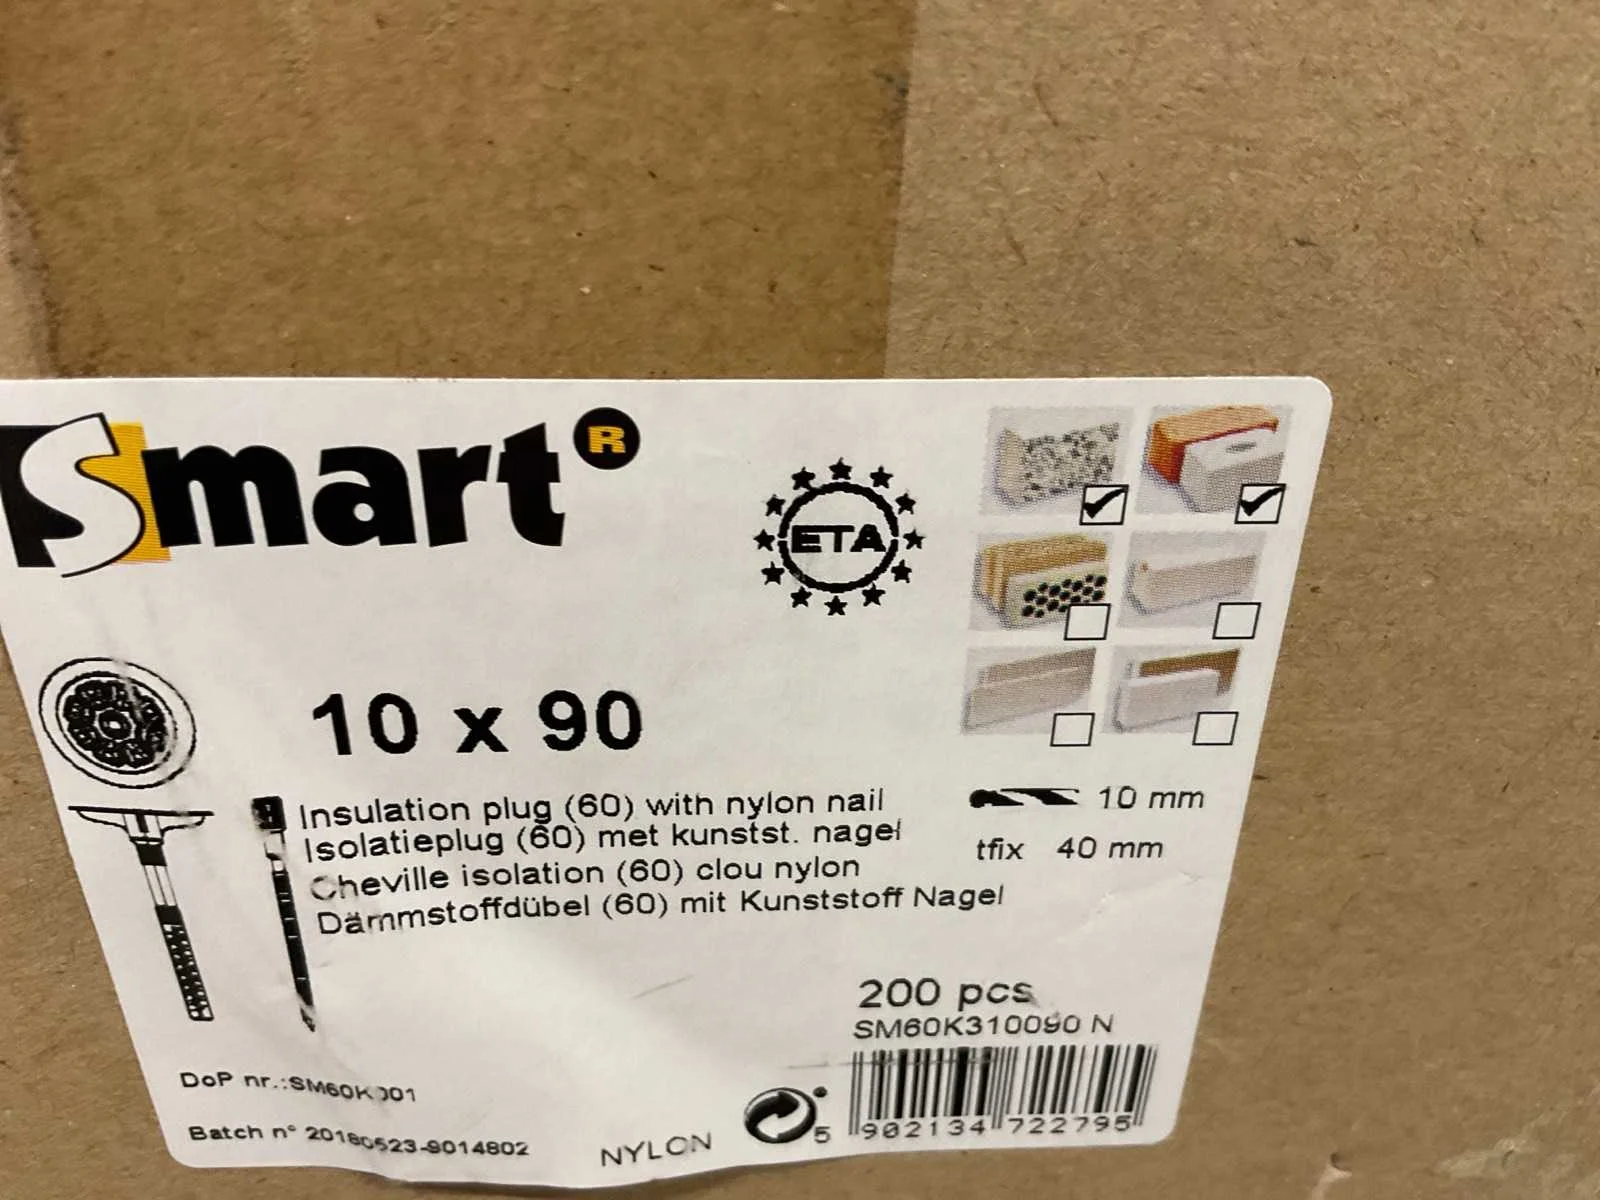 Smart®
ETA
10 x 90
Insulation plug (60) with nylon nail
Isolatieplug (60) met kunstst. nagel
Cheville isolation (60) clou nylon
Dämmstoffdübel (60) mit Kunststoff Nagel
10 mm
tfix 40 mm
200 pcs
SM60K310090 N
5 902134 722795
DoP nr.:SM60K001
Batch n° 20180523-9014802
NYLON